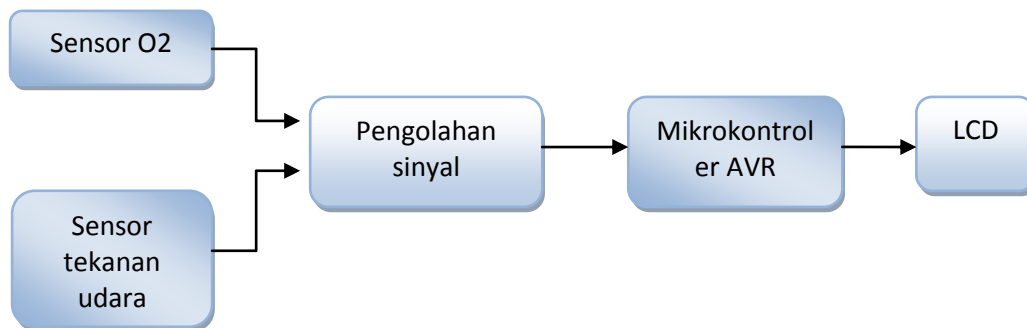 Sensor O2
Sensor
tekanan
udara
Pengolahan
sinyal
Mikrokontrol
er AVR
LCD